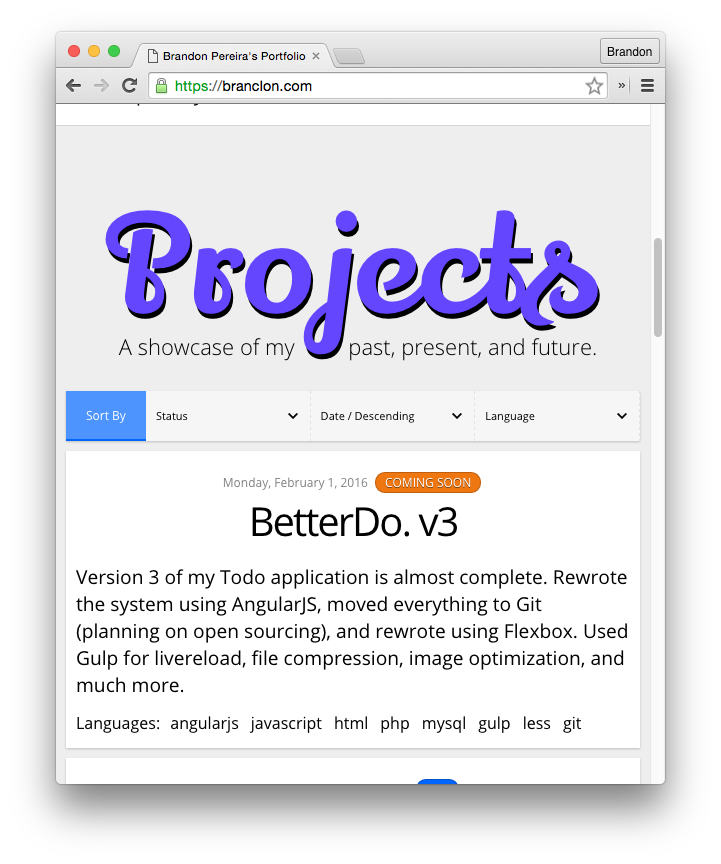 Brandon Pereira's Portfolio
Brandon
https://branclon.com
Projects
A showcase of my past, present, and future.
Sort By Status Date / Descending Language
Monday, February 1, 2016 COMING SOON
BetterDo. v3
Version 3 of my Todo application is almost complete. Rewrote
the system using AngularJS, moved everything to Git
(planning on open sourcing), and rewrote using Flexbox. Used
Gulp for livereload, file compression, image optimization, and
much more.
Languages: angularjs javascript html php mysql gulp less git